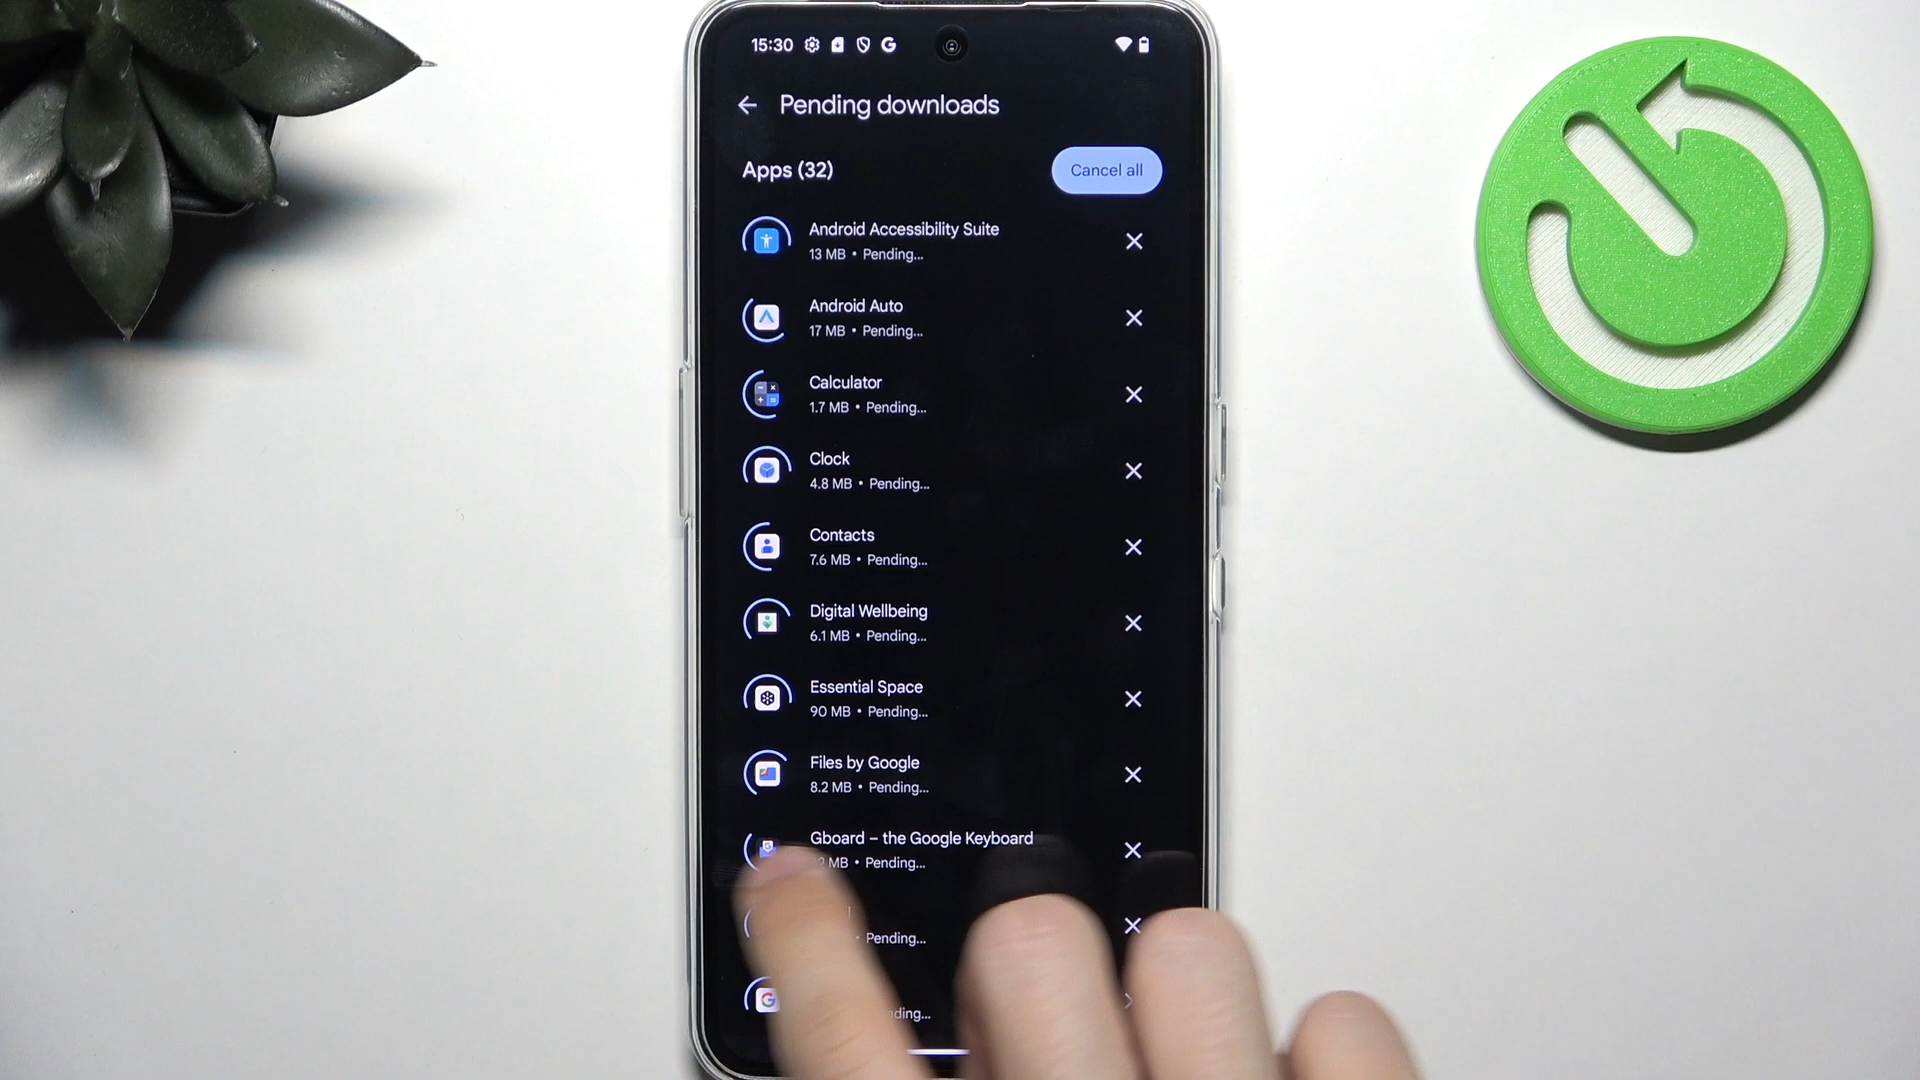 15:30
Pending downloads
Apps (32)
Cancel all
Android Accessibility Suite
13 MB • Pending...
Android Auto
17 MB • Pending...
Calculator
1.7 MB • Pending...
Clock
4.8 MB • Pending...
Contacts
7.6 MB • Pending...
Digital Wellbeing
6.1 MB • Pending...
Essential Space
90 MB • Pending...
Files by Google
8.2 MB • Pending...
Gboard – the Google Keyboard
MB • Pending...
• Pending...